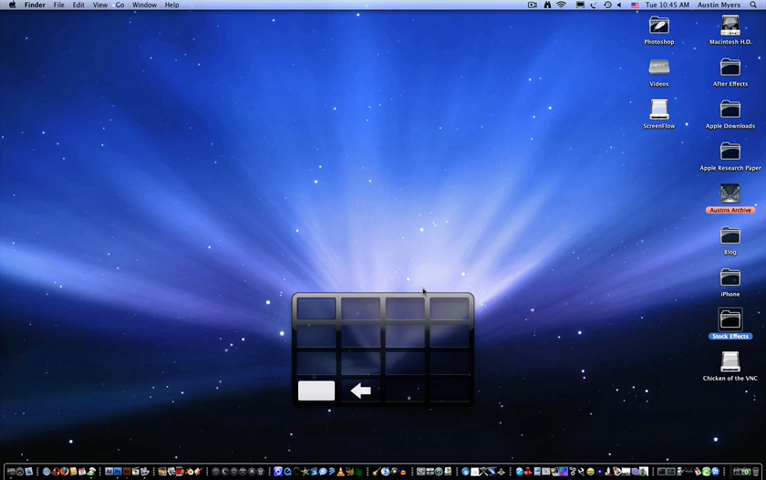 Finder File Edit View Go Window Help Tue 10:45 AM Austin Myers
Photoshop Macintosh H.D.
Videos After Effects
ScreenFlow Apple Downloads
Apple Research Paper
Austins Archive
Blog
iPhone
Stock Effects
Chicken of the VNC